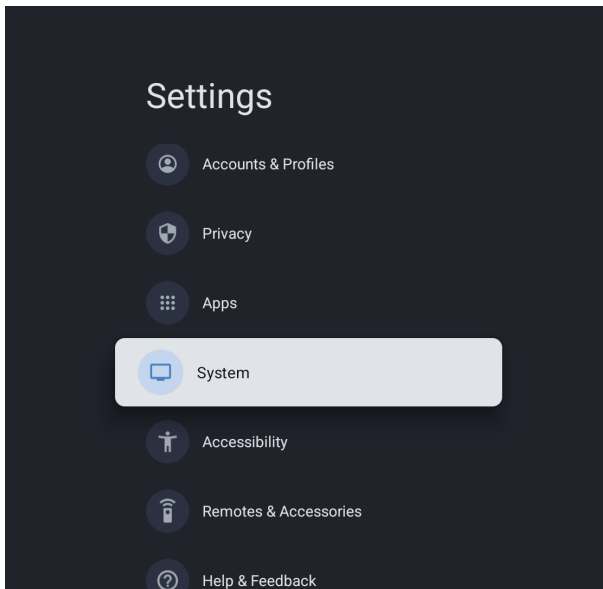 Settings
Accounts & Profiles
Privacy
Apps
System
Accessibility
Remotes & Accessories
Help & Feedback